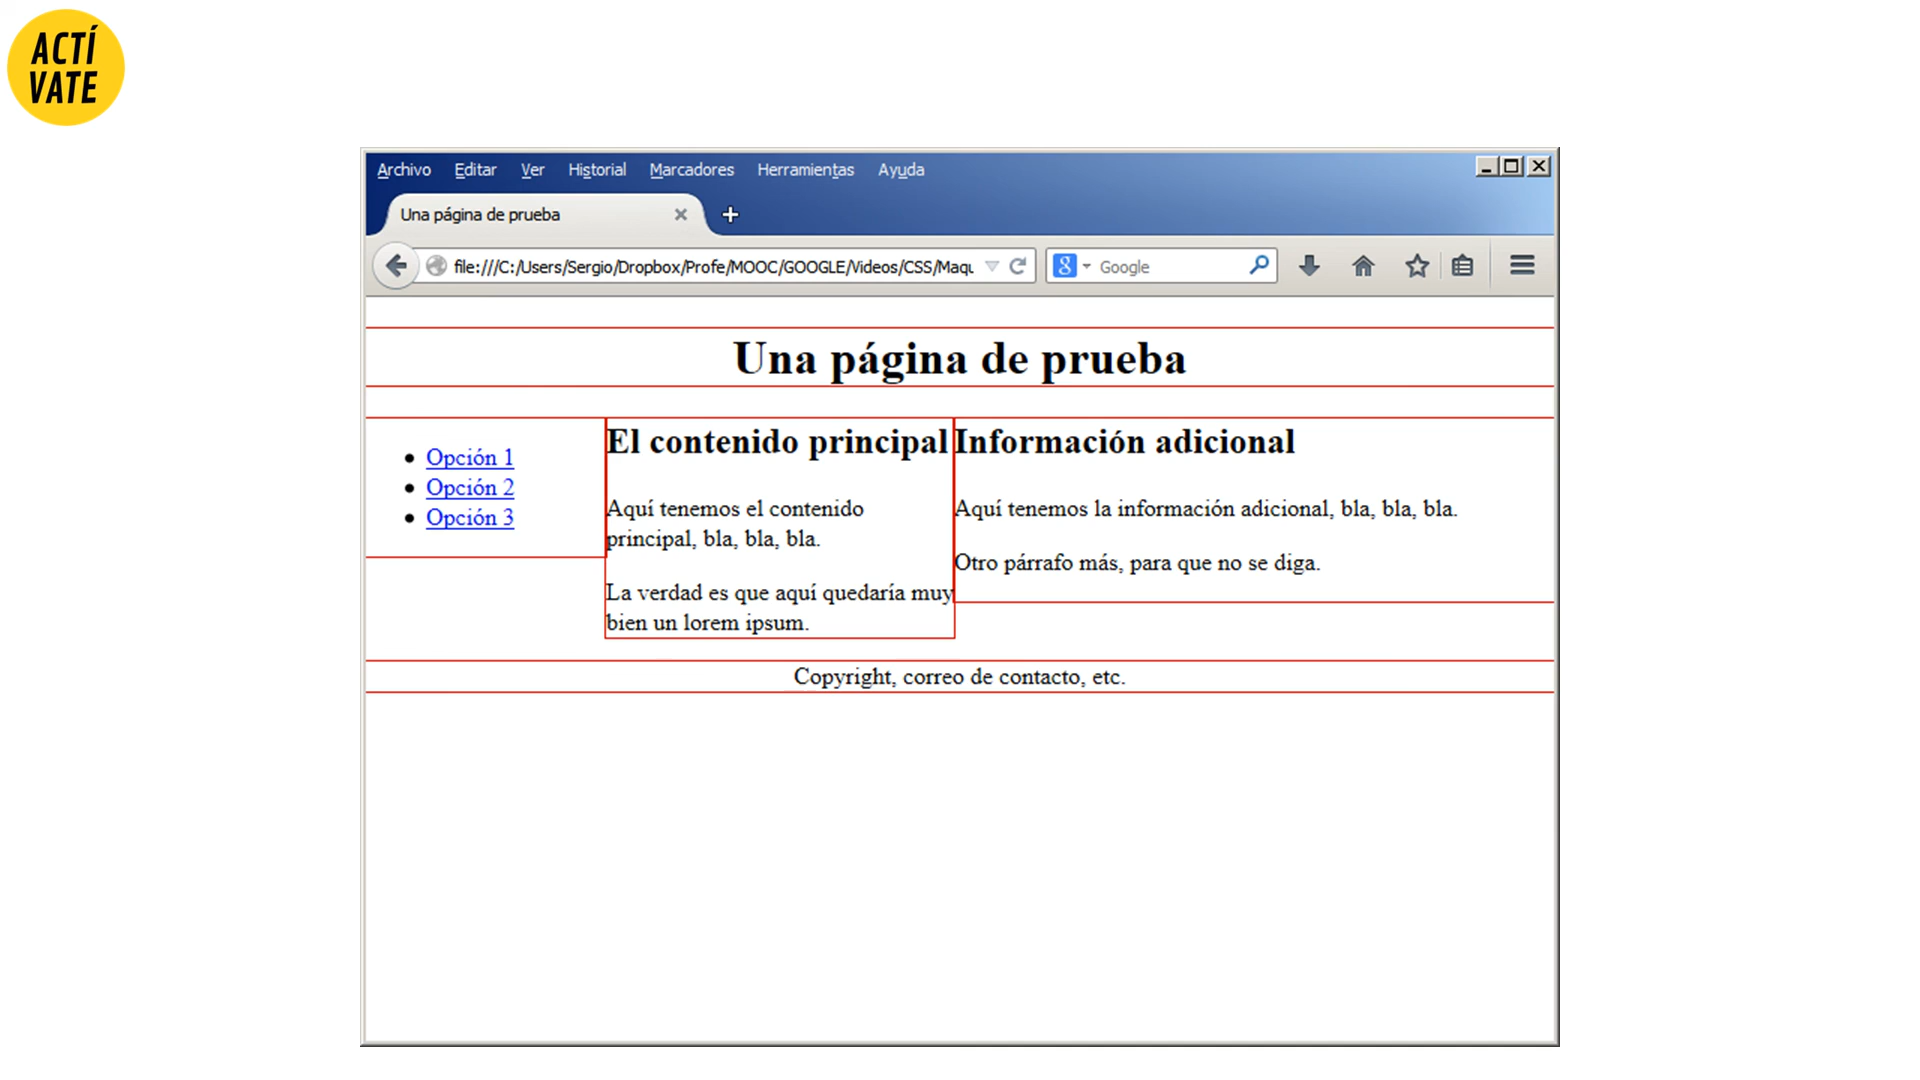 ACTÍ
VATE
Archivo Editar Ver Historial Marcadores Herramientas Ayuda
Una página de prueba
file:///C:/Users/Sergio/Dropbox/Profe/MOOC/GOOGLE/Videos/CSS/Maqu
8 Google
Una página de prueba
Opción 1
Opción 2
Opción 3
El contenido principal
Aquí tenemos el contenido
principal, bla, bla, bla.
La verdad es que aquí quedaría muy
bien un lorem ipsum.
Información adicional
Aquí tenemos la información adicional, bla, bla, bla.
Otro párrafo más, para que no se diga.
Copyright, correo de contacto, etc.